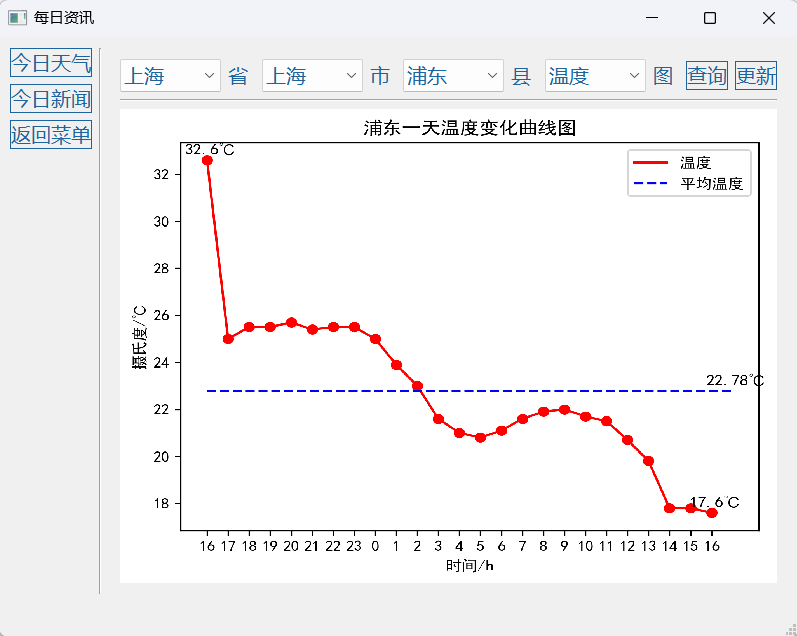 每日资讯
今日天气
今日新闻
返回菜单
上海 省 上海 市 浦东 县 温度 图 查询 更新
浦东一天温度变化曲线图
32.6℃
温度
平均温度
32
30
28
26
24
22
20
18
摄氏度/℃
22.78℃
17.6℃
16 17 18 19 20 21 22 23 0 1 2 3 4 5 6 7 8 9 10 11 12 13 14 15 16
时间/h